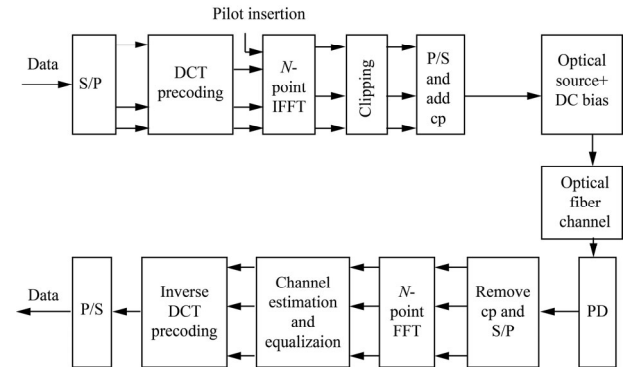 Pilot insertion
Data
S/P
DCT
precoding
N-
point
IFFT
Clipping
P/S
and
add
cp
Optical
source+
DC bias
Optical
fiber
channel
Data
P/S
Inverse
DCT
precoding
Channel
estimation
and
equalizaion
N-
point
FFT
Remove
cp and
S/P
PD